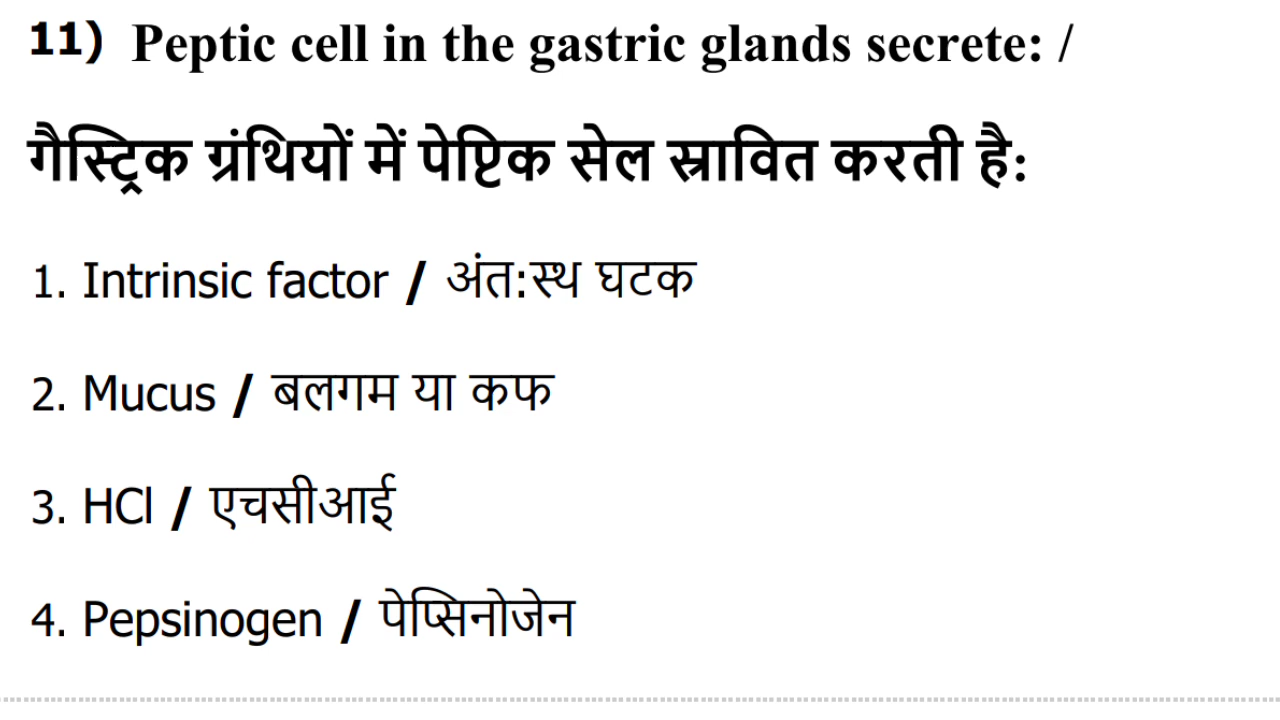 11) Peptic cell in the gastric glands secrete: /
गैस्ट्रिक ग्रंथियों में पेप्टिक सेल स्रावित करती है:
1. Intrinsic factor / अंत:स्थ घटक
2. Mucus / बलगम या कफ
3. HCl / एचसीआई
4. Pepsinogen / पेप्सिनोजेन